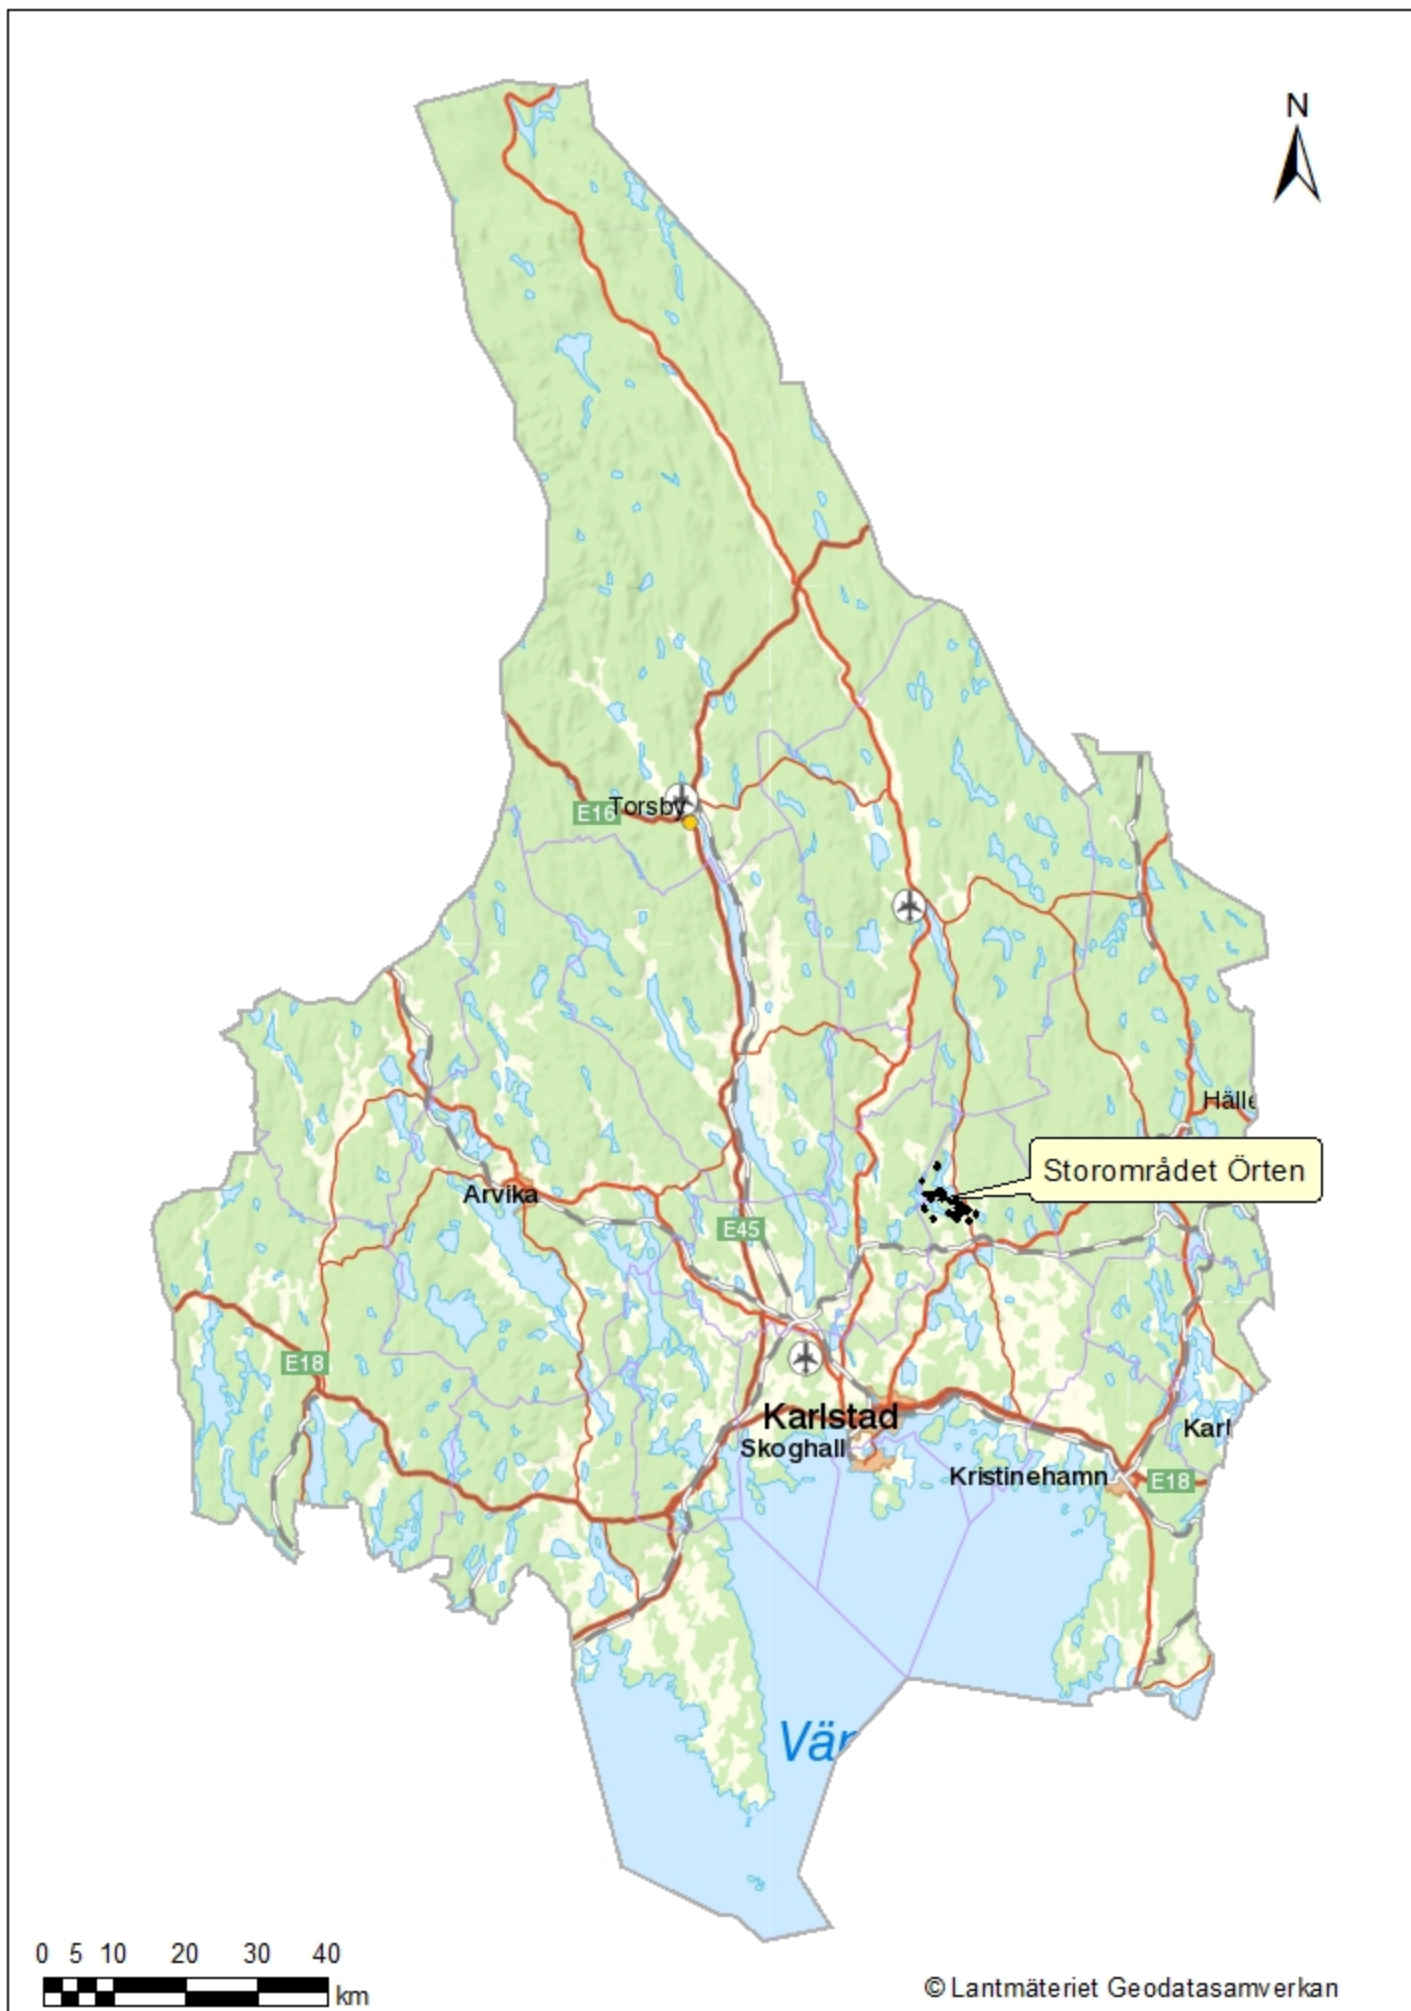 N
E16
Torsby
Hälle
Storområdet Örten
Arvika
E45
E18
Karlstad
Skoghall
Karl
Kristinehamn
E18
Vär
0 5 10 20 30 40
km
© Lantmäteriet Geodatasamverkan